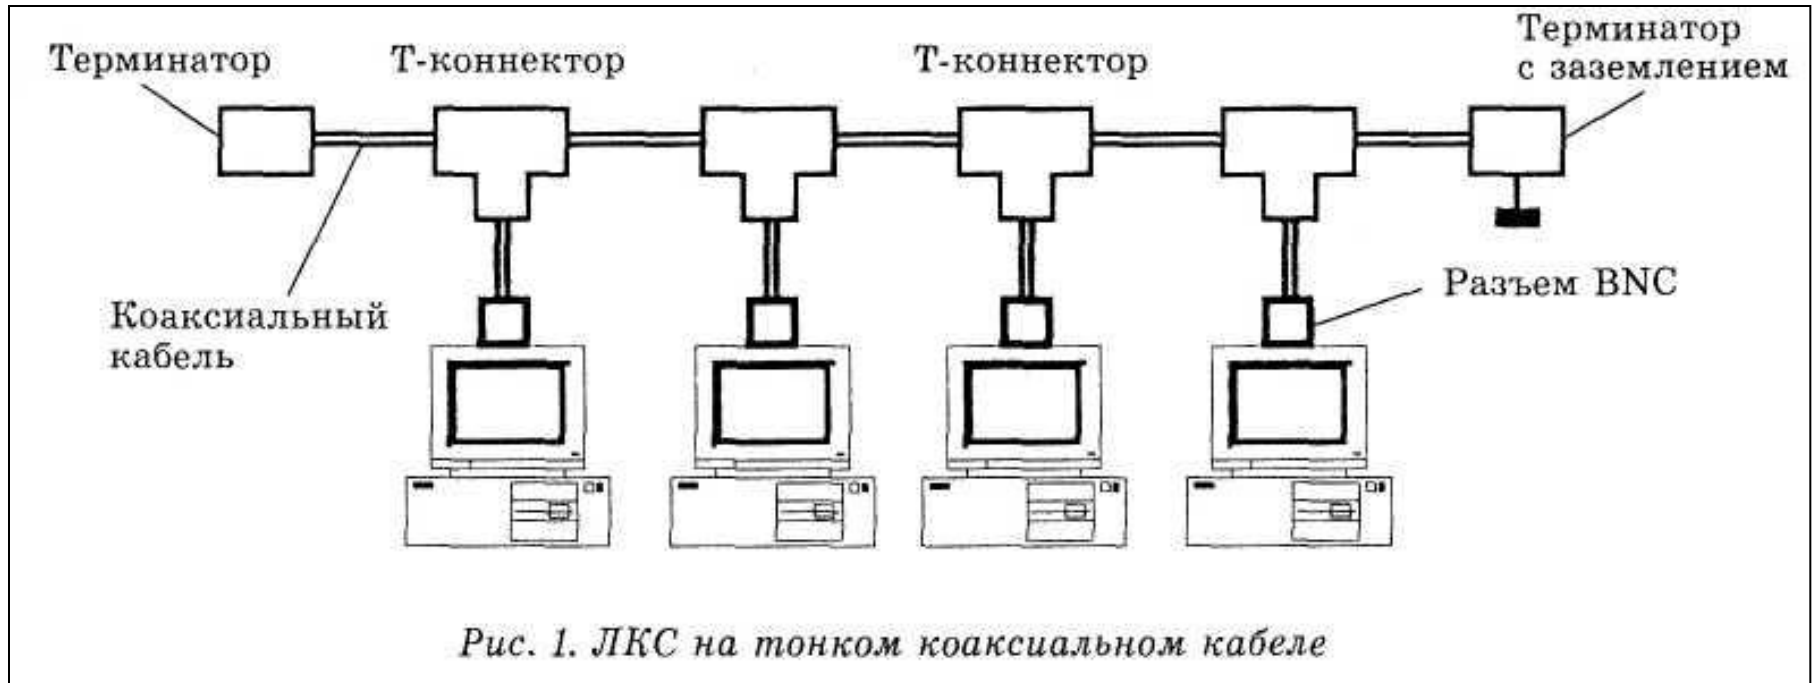 Терминатор
Т-коннектор
Т-коннектор
Терминатор
с заземлением
Разъем BNC
Коаксиальный
кабель
Рис. 1. ЛКС на тонком коаксиальном кабеле